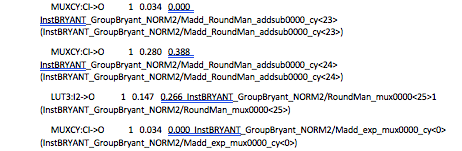 MUXCY:CI->O 1 0.034 0.000
InstBRYANT_GroupBryant_NORM2/Madd_RoundMan_addsub0000_cy<23>
(InstBRYANT_GroupBryant_NORM2/Madd_RoundMan_addsub0000_cy<23>)
MUXCY:CI->O 1 0.280 0.388
InstBRYANT_GroupBryant_NORM2/Madd_RoundMan_addsub0000_cy<24>
(InstBRYANT_GroupBryant_NORM2/Madd_RoundMan_addsub0000_cy<24>)
LUT3:I2->O 1 0.147 0.266 InstBRYANT_GroupBryant_NORM2/RoundMan_mux0000<25>1
(InstBRYANT_GroupBryant_NORM2/RoundMan_mux0000<25>)
MUXCY:CI->O 1 0.034 0.000 InstBRYANT_GroupBryant_NORM2/Madd_exp_mux0000_cy<0>
(InstBRYANT_GroupBryant_NORM2/Madd_exp_mux0000_cy<0>)